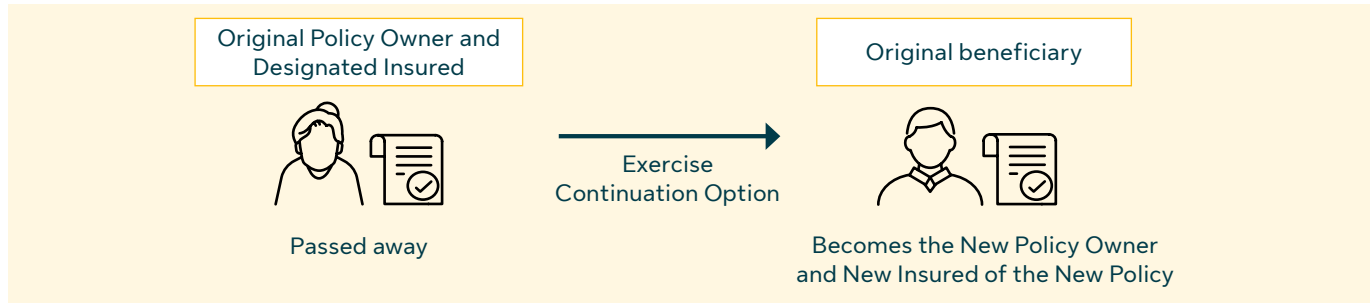 Original Policy Owner and
Designated Insured
Original beneficiary
Exercise
Continuation Option
Passed away
Becomes the New Policy Owner
and New Insured of the New Policy